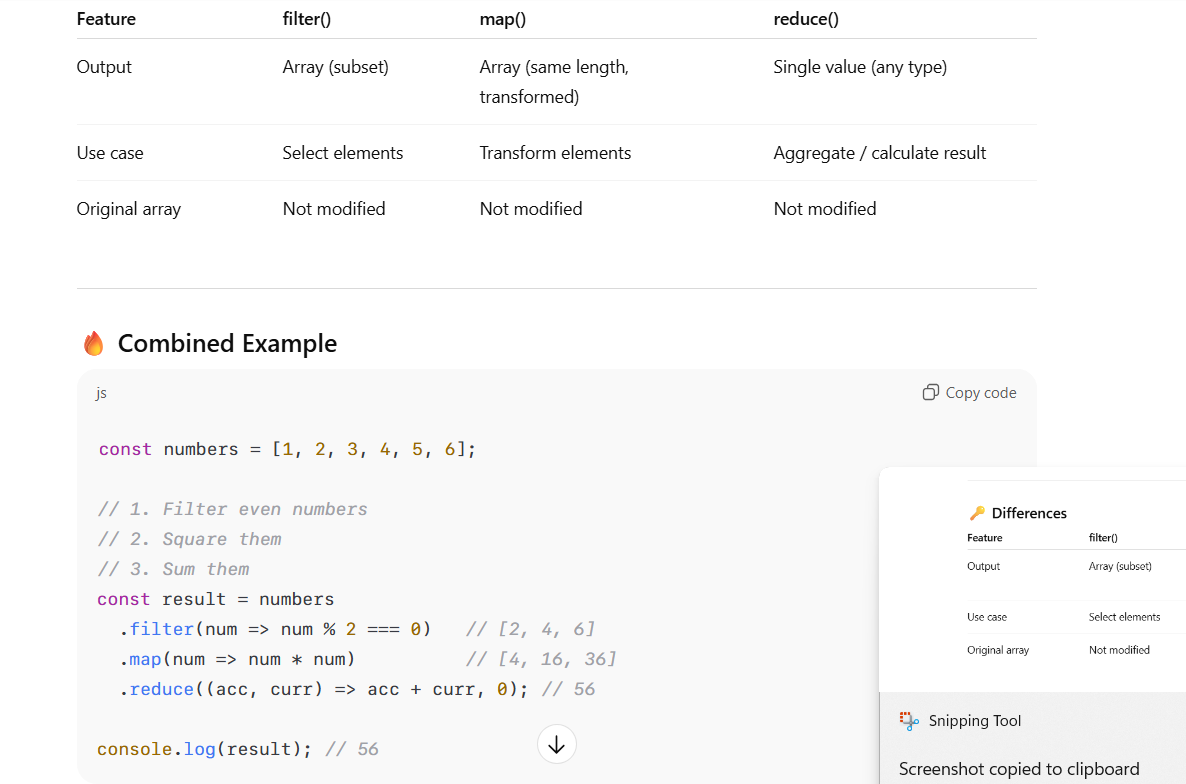 Feature filter() map() reduce()
Output Array (subset) Array (same length, Single value (any type)
transformed)
Use case Select elements Transform elements Aggregate / calculate result
Original array Not modified Not modified Not modified
🔥 Combined Example
js Copy code
const numbers = [1, 2, 3, 4, 5, 6];
// 1. Filter even numbers
// 2. Square them
// 3. Sum them
const result = numbers
.filter(num => num % 2 === 0) // [2, 4, 6]
.map(num => num * num) // [4, 16, 36]
.reduce((acc, curr) => acc + curr, 0); // 56
console.log(result); // 56
🔑 Differences
Feature filter()
Output Array (subset)
Use case Select elements
Original array Not modified
Snipping Tool
Screenshot copied to clipboard